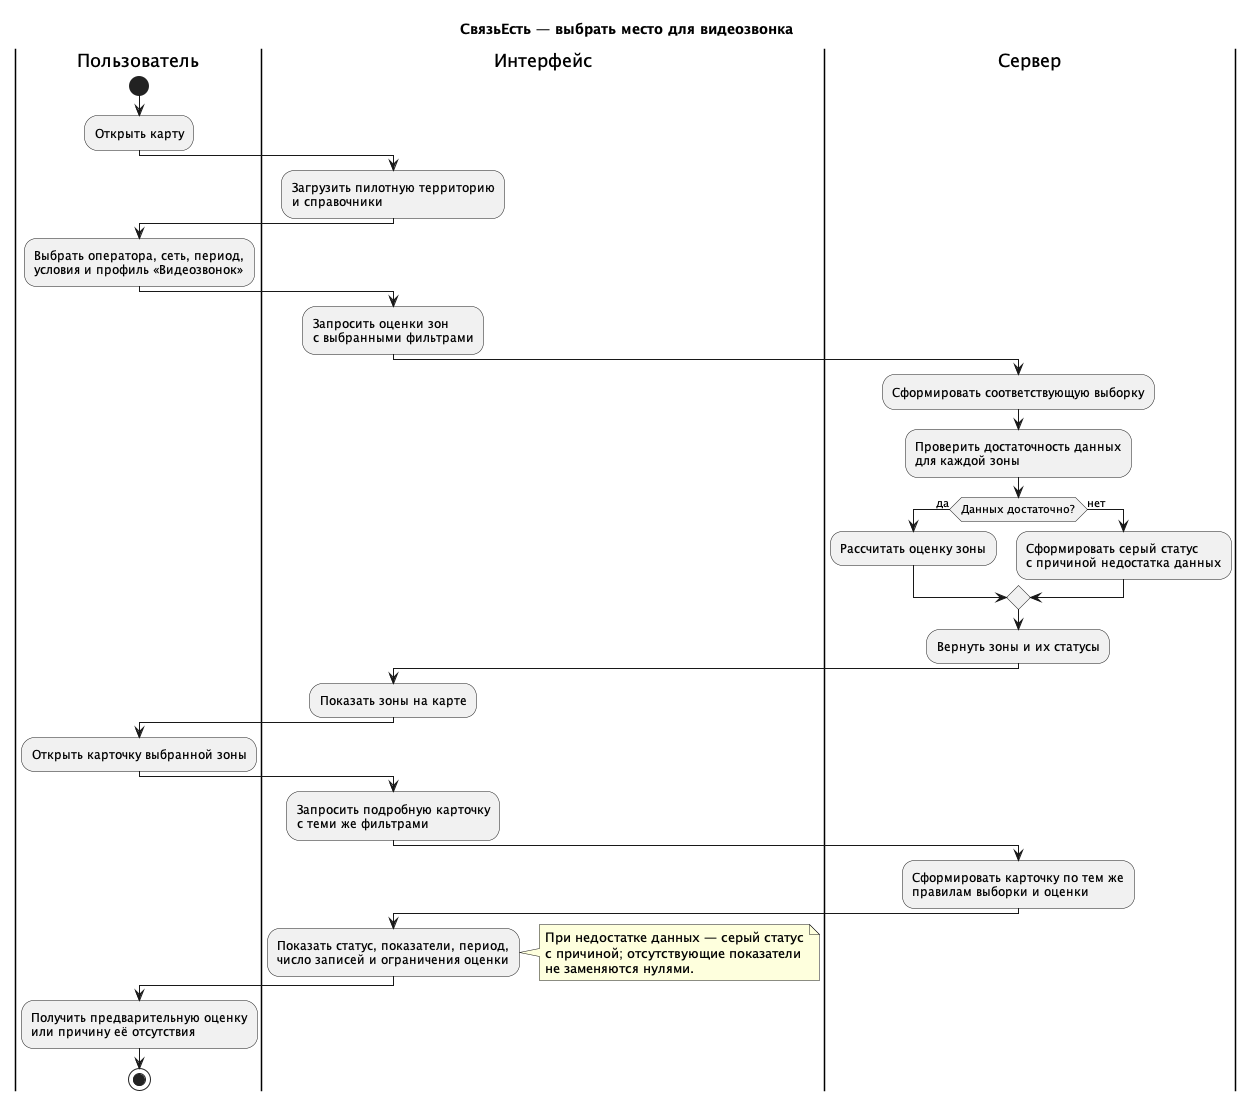 СвязьЕсть — выбрать место для видеозвонка
Пользователь
Интерфейс
Сервер
Открыть карту
Загрузить пилотную территорию
и справочники
Выбрать оператора, сеть, период,
условия и профиль «Видеозвонок»
Запросить оценки зон
с выбранными фильтрами
Сформировать соответствующую выборку
Проверить достаточность данных
для каждой зоны
да
Данных достаточно?
нет
Рассчитать оценку зоны
Сформировать серый статус
с причиной недостатка данных
Вернуть зоны и их статусы
Показать зоны на карте
Открыть карточку выбранной зоны
Запросить подробную карточку
с теми же фильтрами
Сформировать карточку по тем же
правилам выборки и оценки
Показать статус, показатели, период,
число записей и ограничения оценки
При недостатке данных — серый статус
с причиной; отсутствующие показатели
не заменяются нулями.
Получить предварительную оценку
или причину её отсутствия